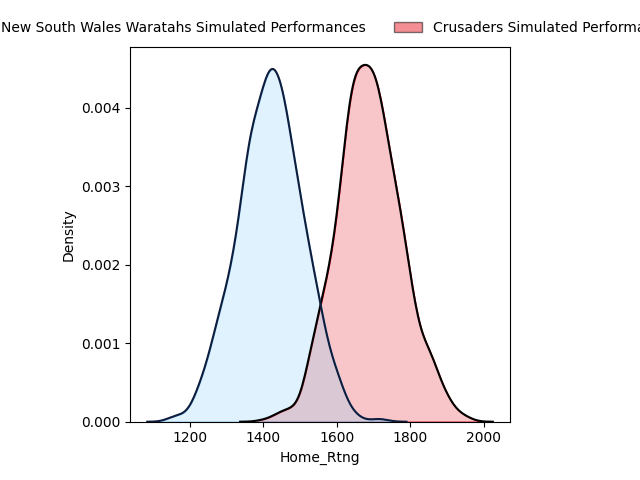 New South Wales Waratahs Simulated Performances
Crusaders Simulated Performa
0.004
0.003
0.002
0.001
0.000
Density
1200 1400 1600 1800 2000
Home_Rtng